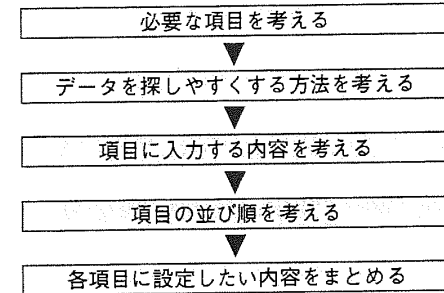 必要な項目を考える
データを探しやすくする方法を考える
項目に入力する内容を考える
項目の並び順を考える
各項目に設定したい内容をまとめる